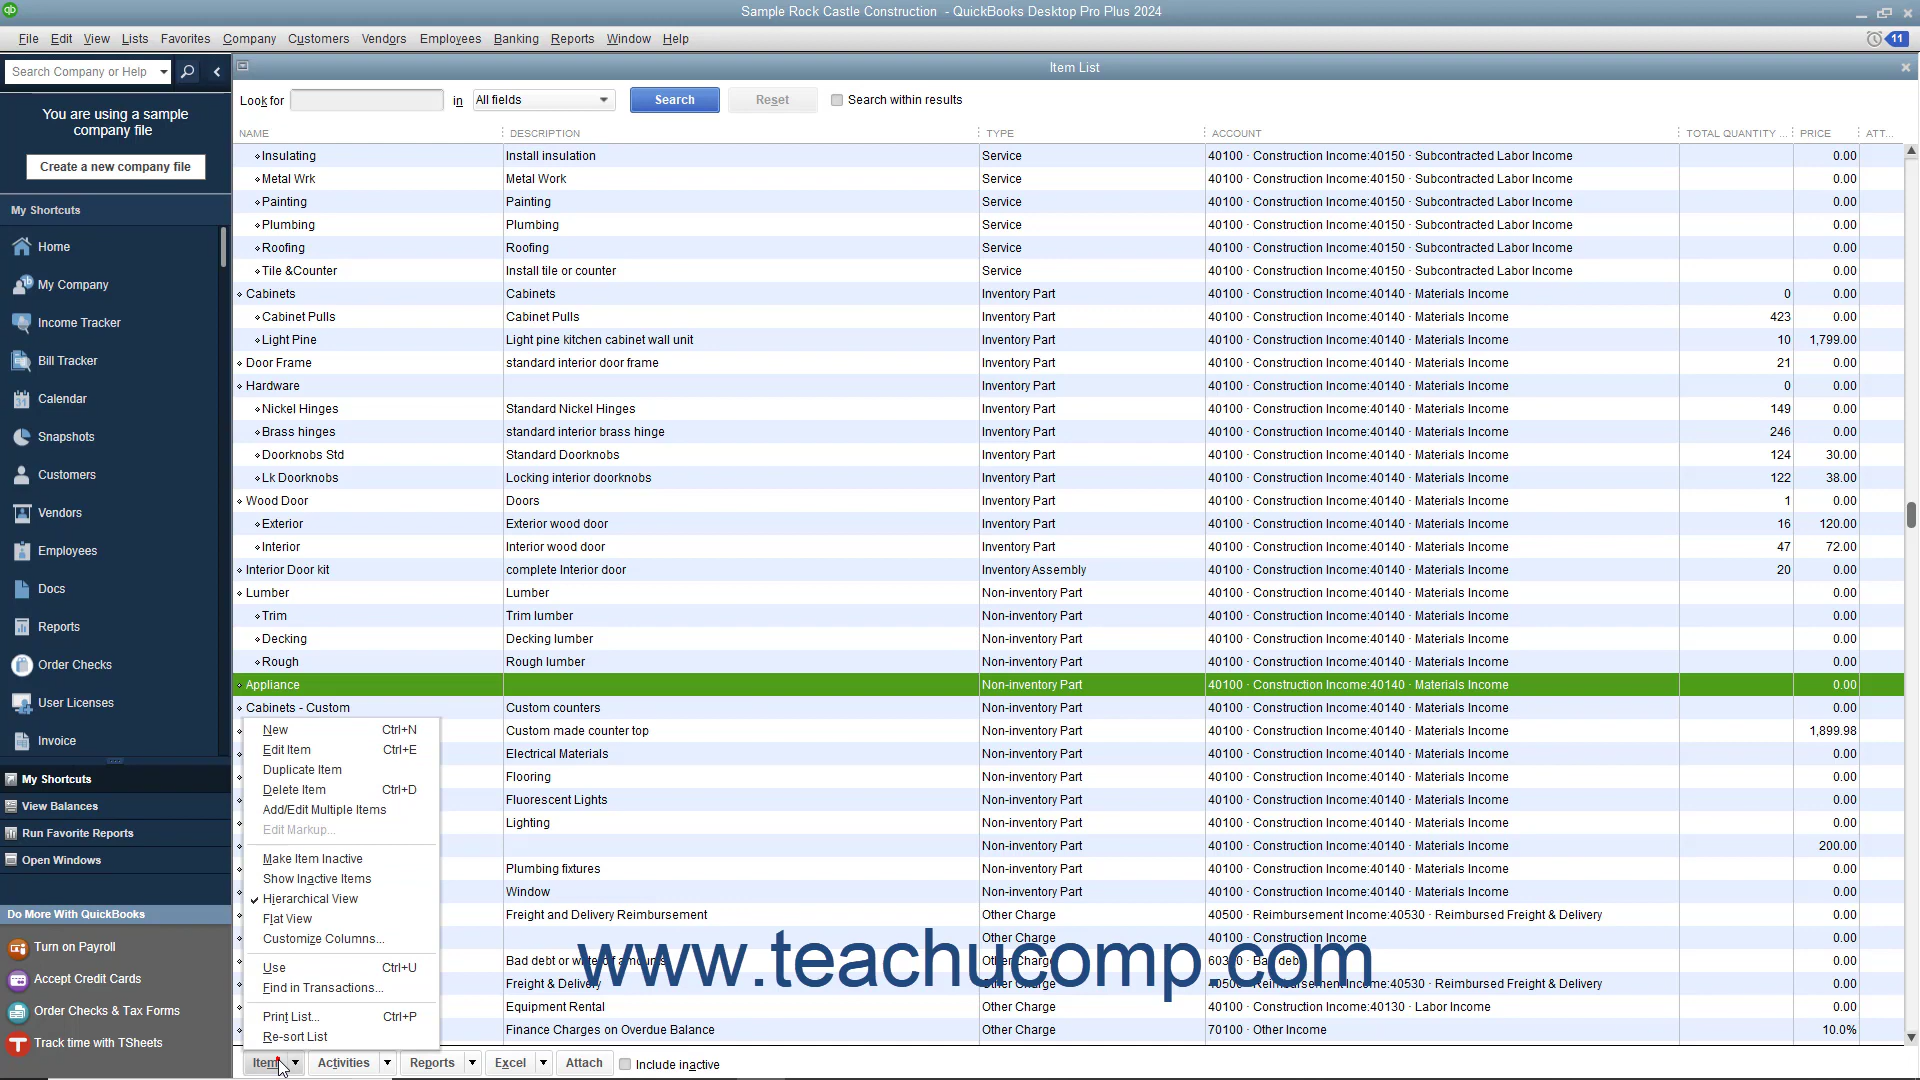 Sample Rock Castle Construction - QuickBooks Desktop Pro Plus 2024
File Edit View Lists Favorites Company Customers Vendors Employees Banking Reports Window Help 11
Search Company or Help
You are using a sample
company file
Create a new company file
My Shortcuts
Home
My Company
Income Tracker
Bill Tracker
Calendar
Snapshots
Customers
Vendors
Employees
Docs
Reports
Order Checks
User Licenses
Invoice
My Shortcuts
View Balances
Run Favorite Reports
Open Windows
Do More With QuickBooks
Turn on Payroll
Accept Credit Cards
Order Checks & Tax Forms
Track time with TSheets
Item List
Look for in All fields Search Reset Search within results
NAME DESCRIPTION TYPE ACCOUNT TOTAL QUANTITY ... PRICE ATT...
Insulating Install insulation Service 40100 · Construction Income:40150 · Subcontracted Labor Income 0.00
Metal Wrk Metal Work Service 40100 · Construction Income:40150 · Subcontracted Labor Income 0.00
Painting Painting Service 40100 · Construction Income:40150 · Subcontracted Labor Income 0.00
Plumbing Plumbing Service 40100 · Construction Income:40150 · Subcontracted Labor Income 0.00
Roofing Roofing Service 40100 · Construction Income:40150 · Subcontracted Labor Income 0.00
Tile &Counter Install tile or counter Service 40100 · Construction Income:40150 · Subcontracted Labor Income 0.00
Cabinets Cabinets Inventory Part 40100 · Construction Income:40140 · Materials Income 0 0.00
Cabinet Pulls Cabinet Pulls Inventory Part 40100 · Construction Income:40140 · Materials Income 423 0.00
Light Pine Light pine kitchen cabinet wall unit Inventory Part 40100 · Construction Income:40140 · Materials Income 10 1,799.00
Door Frame standard interior door frame Inventory Part 40100 · Construction Income:40140 · Materials Income 21 0.00
Hardware Inventory Part 40100 · Construction Income:40140 · Materials Income 0 0.00
Nickel Hinges Standard Nickel Hinges Inventory Part 40100 · Construction Income:40140 · Materials Income 149 0.00
Brass hinges standard interior brass hinge Inventory Part 40100 · Construction Income:40140 · Materials Income 246 0.00
Doorknobs Std Standard Doorknobs Inventory Part 40100 · Construction Income:40140 · Materials Income 124 30.00
Lk Doorknobs Locking interior doorknobs Inventory Part 40100 · Construction Income:40140 · Materials Income 122 38.00
Wood Door Doors Inventory Part 40100 · Construction Income:40140 · Materials Income 1 0.00
Exterior Exterior wood door Inventory Part 40100 · Construction Income:40140 · Materials Income 16 120.00
Interior Interior wood door Inventory Part 40100 · Construction Income:40140 · Materials Income 47 72.00
Interior Door kit complete Interior door Inventory Assembly 40100 · Construction Income:40140 · Materials Income 20 0.00
Lumber Lumber Non-inventory Part 40100 · Construction Income:40140 · Materials Income 0.00
Trim Trim lumber Non-inventory Part 40100 · Construction Income:40140 · Materials Income 0.00
Decking Decking lumber Non-inventory Part 40100 · Construction Income:40140 · Materials Income 0.00
Rough Rough lumber Non-inventory Part 40100 · Construction Income:40140 · Materials Income 0.00
Appliance Non-inventory Part 40100 · Construction Income:40140 · Materials Income 0.00
Cabinets - Custom Custom counters Non-inventory Part 40100 · Construction Income:40140 · Materials Income 0.00
Custom made counter top Non-inventory Part 40100 · Construction Income:40140 · Materials Income 1,899.98
Electrical Materials Non-inventory Part 40100 · Construction Income:40140 · Materials Income 0.00
Flooring Non-inventory Part 40100 · Construction Income:40140 · Materials Income 0.00
Fluorescent Lights Non-inventory Part 40100 · Construction Income:40140 · Materials Income 0.00
Lighting Non-inventory Part 40100 · Construction Income:40140 · Materials Income 0.00
Non-inventory Part 40100 · Construction Income:40140 · Materials Income 200.00
Plumbing fixtures Non-inventory Part 40100 · Construction Income:40140 · Materials Income 0.00
Window Non-inventory Part 40100 · Construction Income:40140 · Materials Income 0.00
Freight and Delivery Reimbursement Other Charge 40500 · Reimbursement Income:40530 · Reimbursed Freight & Delivery 0.00
Other Charge 40100 · Construction Income 0.00
Bad debt or write-off amounts Other Charge Bad debt 0.00
Freight & Delivery Other Charge 40500 · Reimbursement Income:40530 · Reimbursed Freight & Delivery 0.00
Equipment Rental Other Charge 40100 · Construction Income:40130 · Labor Income 0.00
Finance Charges on Overdue Balance Other Charge 70100 · Other Income 10.0%
www.teachucomp.com
New Ctrl+N
Edit Item Ctrl+E
Duplicate Item
Delete Item Ctrl+D
Add/Edit Multiple Items
Edit Markup...
Make Item Inactive
Show Inactive Items
Hierarchical View
Flat View
Customize Columns...
Use Ctrl+U
Find in Transactions...
Print List... Ctrl+P
Re-sort List
Item Activities Reports Excel Attach Include inactive